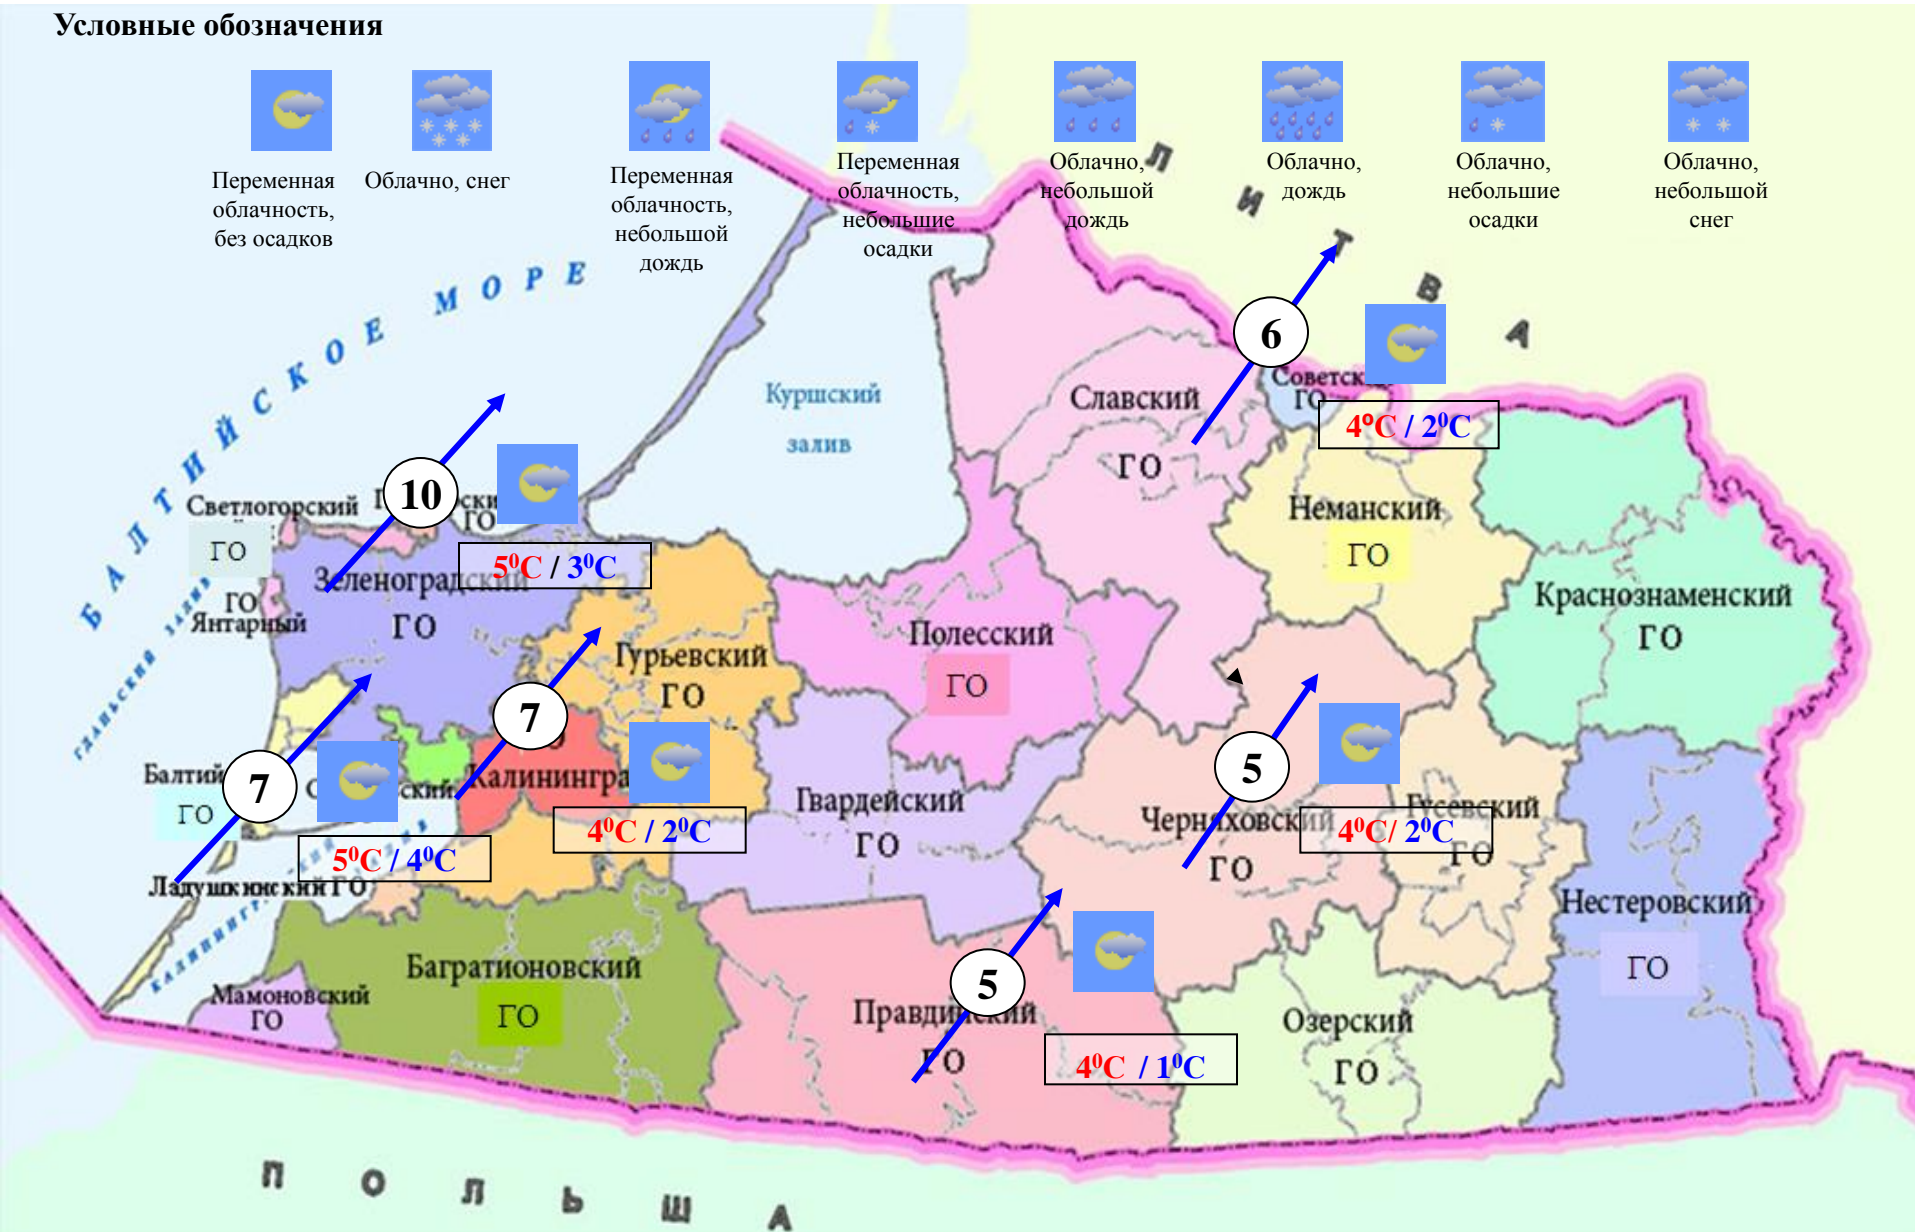 Условные обозначения
Переменная
облачность,
без осадков
Облачно, снег
Переменная
облачность,
небольшой
дождь
Переменная
облачность,
небольшие
осадки
Облачно,
небольшой
дождь
Облачно,
дождь
Облачно,
небольшие
осадки
Облачно,
небольшой
снег
ЛИТВА
БАЛТИЙСКОЕ МОРЕ
Куршский
залив
6
Славский
ГО
ГО
4⁰C / 2⁰C
10
Светлогорский
ГО
ГО
5⁰C / 3⁰C
Зеленоградский
ГО
ГО
Янтарный
Неманский
ГО
Краснознаменский
ГО
Полесский
ГО
Гурьевский
ГО
7
7
ГО
5⁰C / 4⁰C
4⁰C / 2⁰C
Гвардейский
ГО
5
Черняховский
ГО
4⁰C/ 2⁰C
Гусевский
ГО
Ладушкинский ГО
Нестеровский
ГО
Багратионовский
ГО
Мамоновский
ГО
5
Правдинский
ГО
4⁰C / 1⁰C
Озерский
ГО
ПОЛЬША